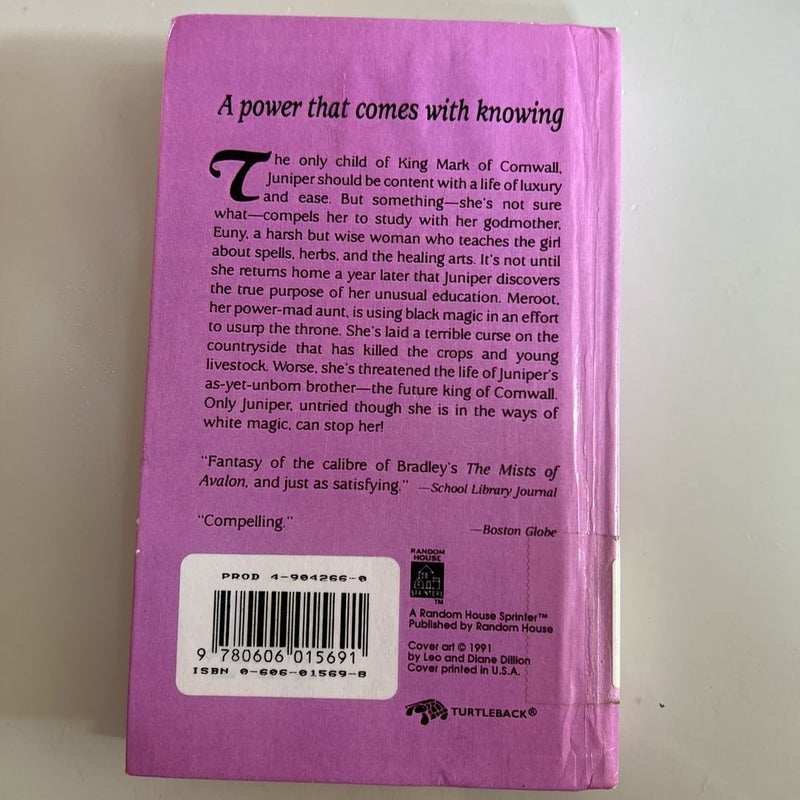 A power that comes with knowing
The only child of King Mark of Cornwall,
Juniper should be content with a life of luxury
and ease. But something—she's not sure
what—compels her to study with her godmother,
Euny, a harsh but wise woman who teaches the girl
about spells, herbs, and the healing arts. It's not until
she returns home a year later that Juniper discovers
the true purpose of her unusual education. Meroot,
her power-mad aunt, is using black magic in an effort
to usurp the throne. She's laid a terrible curse on the
countryside that has killed the crops and young
livestock. Worse, she's threatened the life of Juniper's
as-yet-unborn brother—the future king of Cornwall.
Only Juniper, untried though she is in the ways of
white magic, can stop her!
"Fantasy of the calibre of Bradley's The Mists of
Avalon, and just as satisfying." —School Library Journal
"Compelling." —Boston Globe
PROD 4-904266-0
9 780606 015691
ISBN 0-606-01569-8
RANDOM
HOUSE
SPRINTERS
™
A Random House Sprinter™
Published by Random House
Cover art © 1991
by Leo and Diane Dillion
Cover printed in U.S.A.
TURTLEBACK®